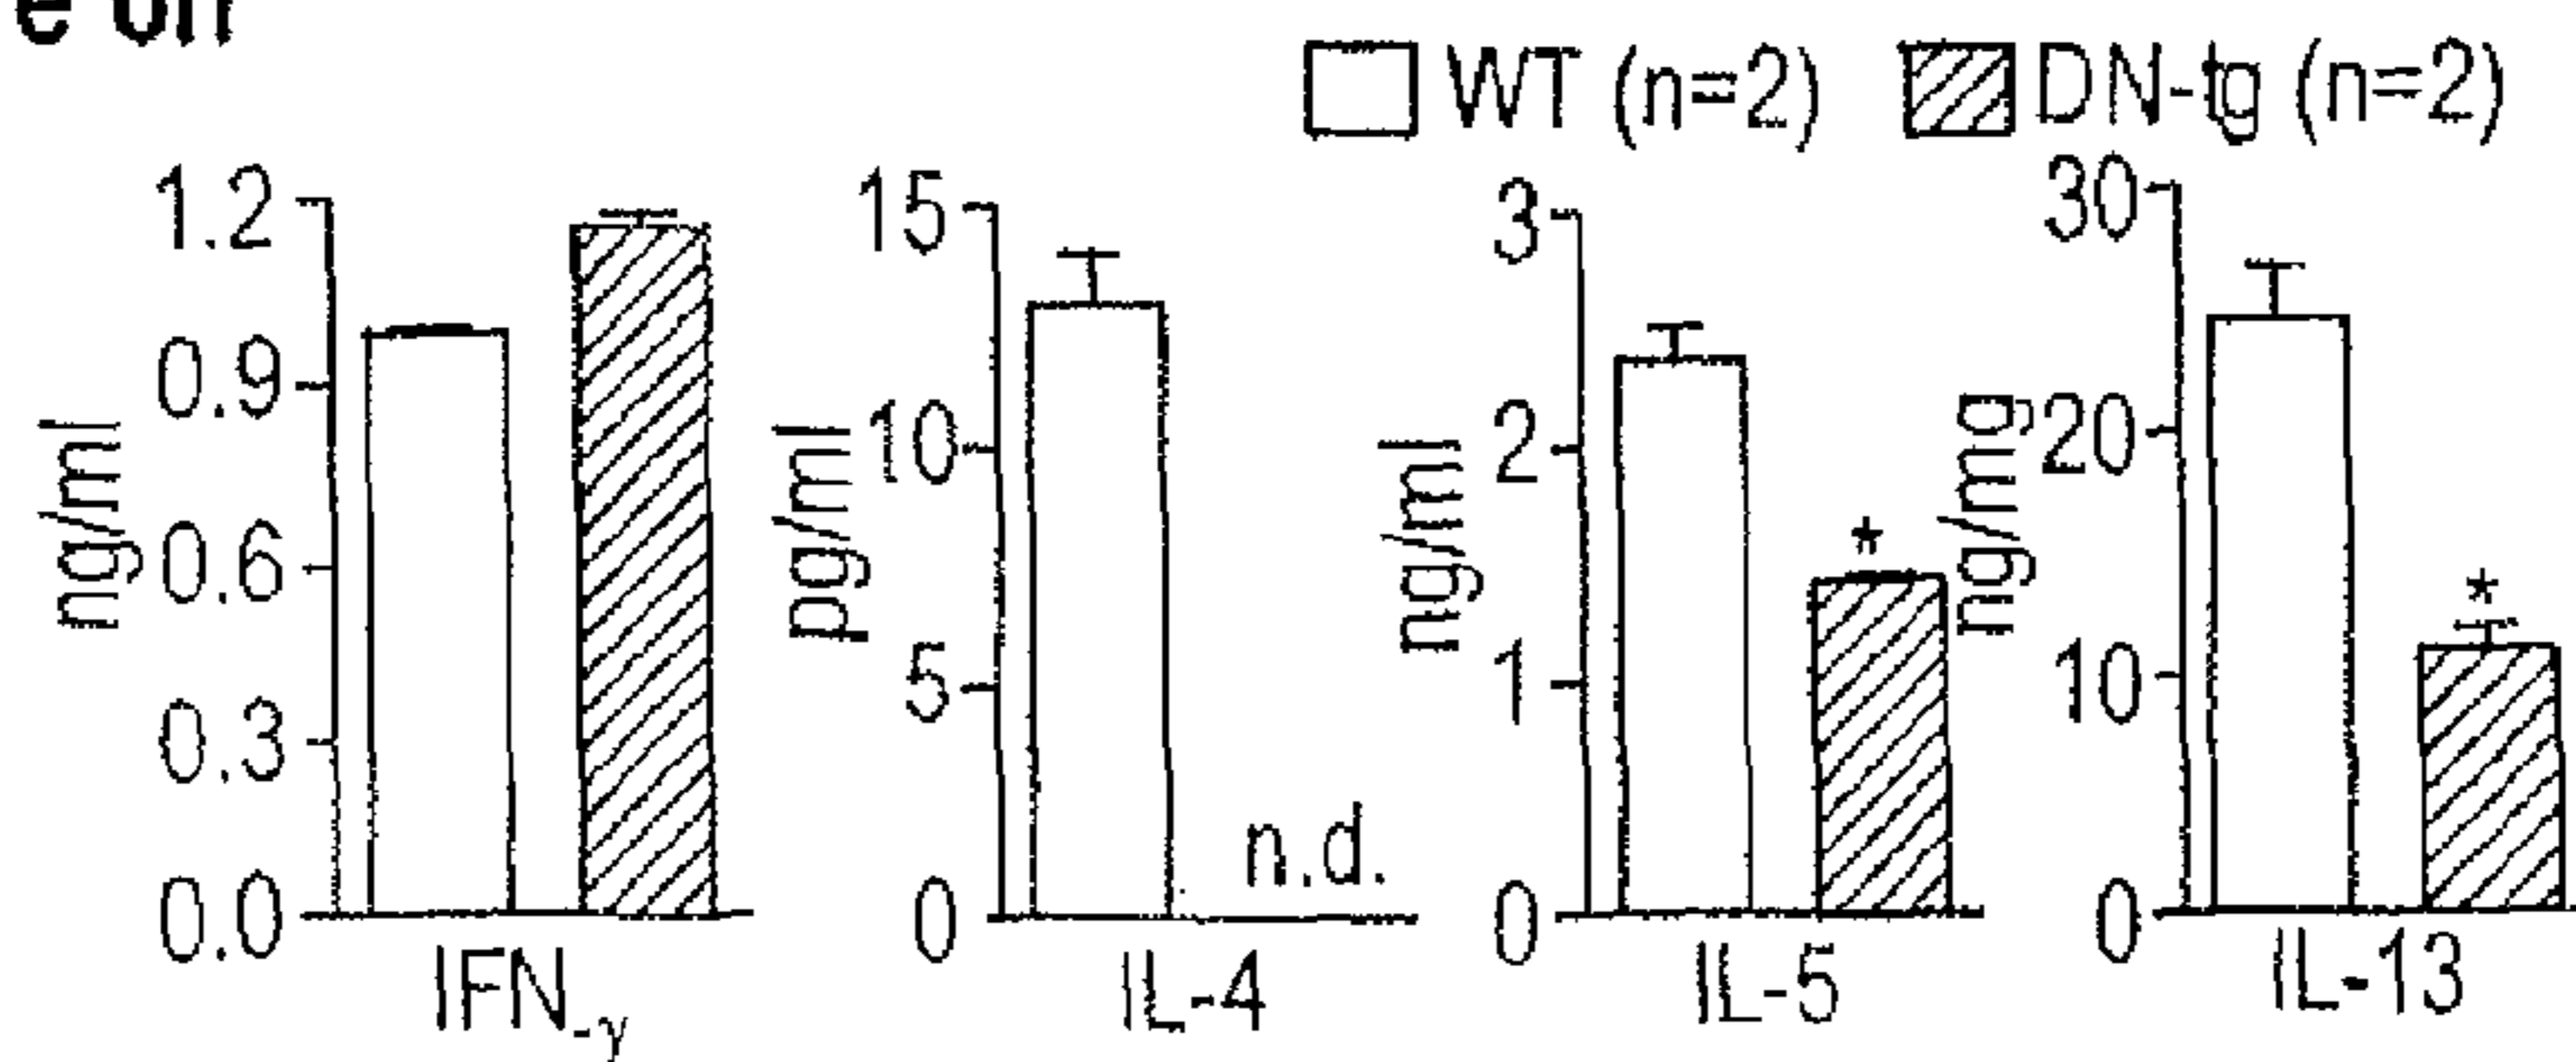 WT (n=2) DN-tg (n=2)
ng/ml
1.2
0.9
0.6
0.3
0.0
IFN-γ
pg/ml
15
10
5
0
n.d.
IL-4
ng/ml
3
2
1
0
*
IL-5
ng/mg
30
20
10
0
*
IL-13